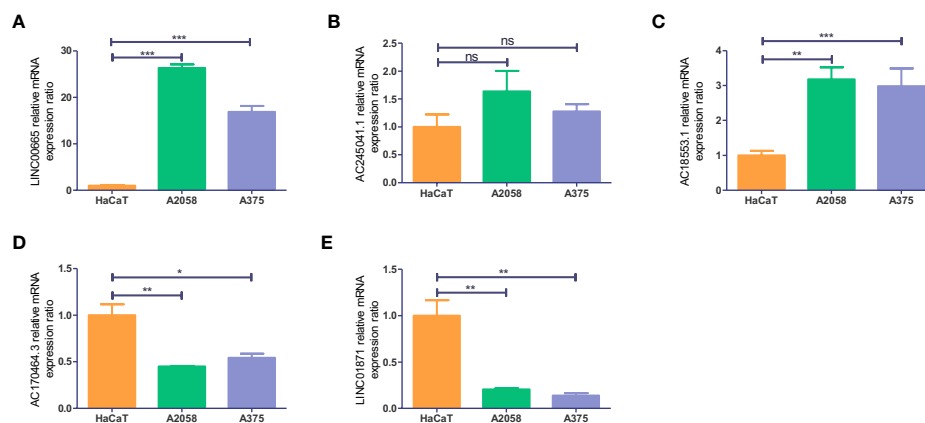 A
LINC00665 relative mRNA
expression ratio
30
20
10
0
***
***
HaCaT A2058 A375
B
AC245041.1 relative mRNA
expression ratio
2.5
2.0
1.5
1.0
0.5
0.0
ns
ns
HaCaT A2058 A375
C
AC18553.1 relative mRNA
expression ratio
4
3
2
1
0
***
**
HaCaT A2058 A375
D
AC170464.3 relative mRNA
expression ratio
1.5
1.0
0.5
0.0
*
**
HaCaT A2058 A375
E
LINC01871 relative mRNA
expression ratio
1.5
1.0
0.5
0.0
**
**
HaCaT A2058 A375